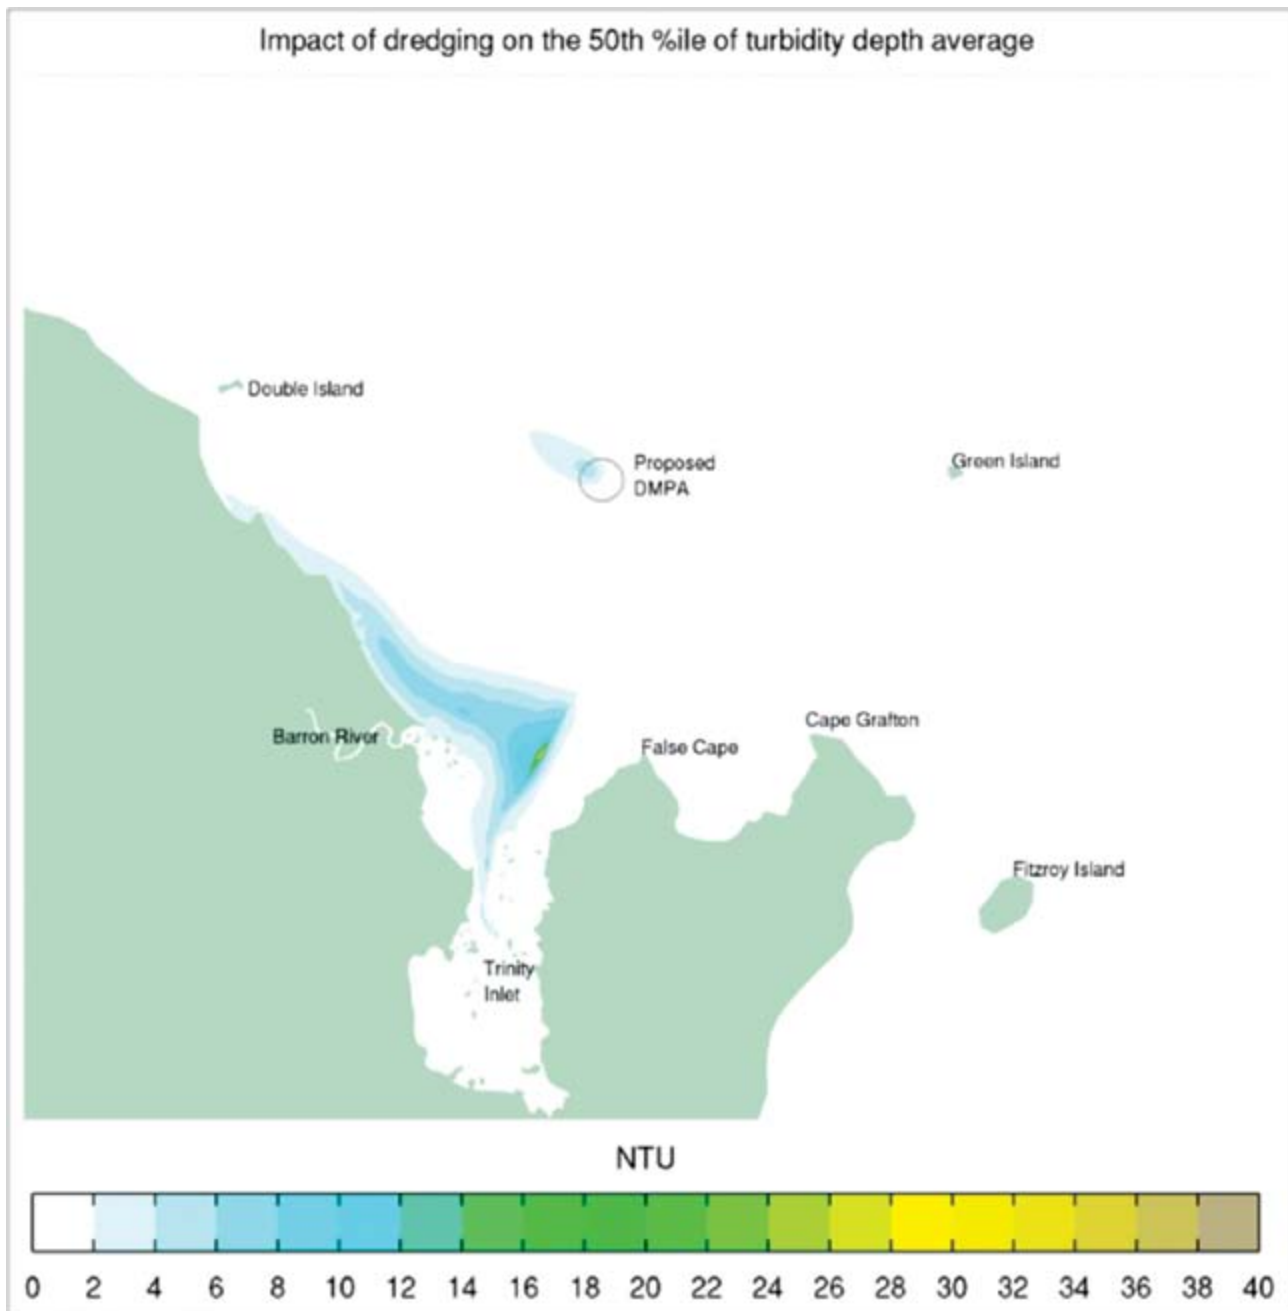 Impact of dredging on the 50th %ile of turbidity depth average
Double Island
Proposed
DMPA
Green Island
Barron River
False Cape
Cape Grafton
Fitzroy Island
Trinity
Inlet
NTU
0 2 4 6 8 10 12 14 16 18 20 22 24 26 28 30 32 34 36 38 40